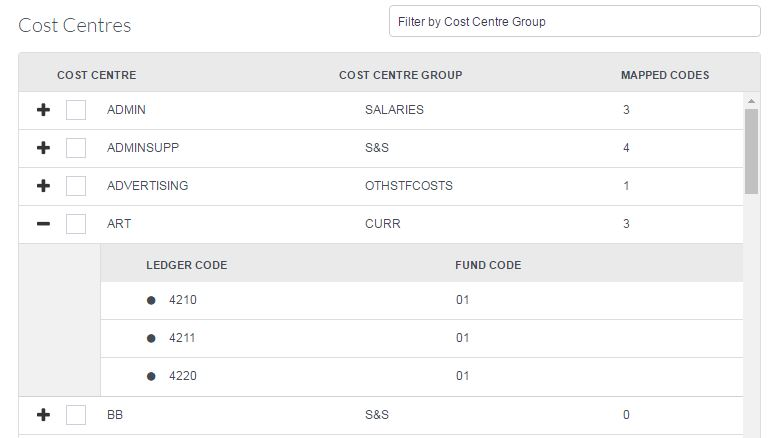 Cost Centres
Filter by Cost Centre Group
COST CENTRE COST CENTRE GROUP MAPPED CODES
ADMIN SALARIES 3
ADMINSUPP S&S 4
ADVERTISING OTHSTFCOSTS 1
ART CURR 3
LEDGER CODE FUND CODE
4210 01
4211 01
4220 01
BB S&S 0